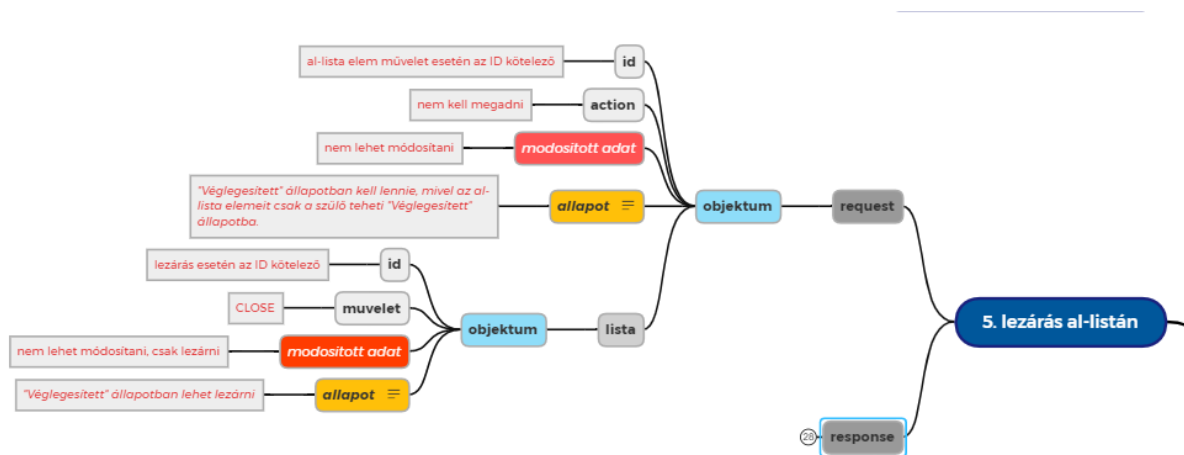 al-lista elem művelet esetén az ID kötelező
id
nem kell megadni
action
nem lehet módosítani
modosított adat
"Véglegesített" állapotban kell lennie, mivel az al-
lista elemeit csak a szülő teheti "Véglegesített"
állapotba.
allapot
objektum
request
lezárás esetén az ID kötelező
id
CLOSE
muvelet
objektum
lista
5. lezárás al-listán
nem lehet módosítani, csak lezárni
modosított adat
"Véglegesített" állapotban lehet lezárni
allapot
28
response